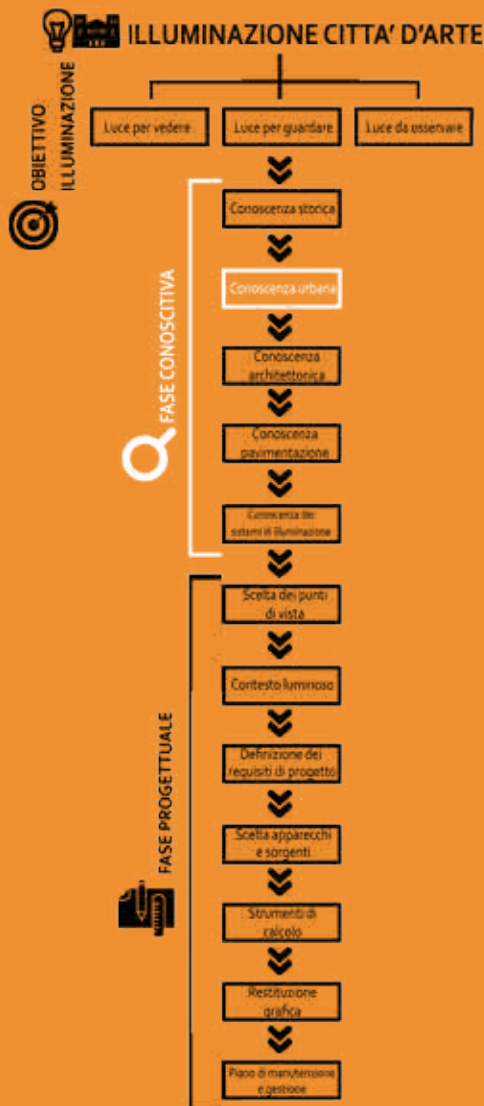 ILLUMINAZIONE CITTA' D'ARTE
OBIETTIVO
ILLUMINAZIONE
Luce per vedere
Luce per guardare
Luce da osservare
FASE CONOSCITIVA
Conoscenza storica
Conoscenza urbana
Conoscenza
architettonica
Conoscenza
pavimentazione
Conoscenza dei
sistemi di illuminazione
FASE PROGETTUALE
Scelta dei punti
di vista
Contesto luminoso
Definizione dei
requisiti di progetto
Scelta apparecchi
e sorgenti
Strumenti di
calcolo
Restituzione
grafica
Piano di manutenzione
e gestione